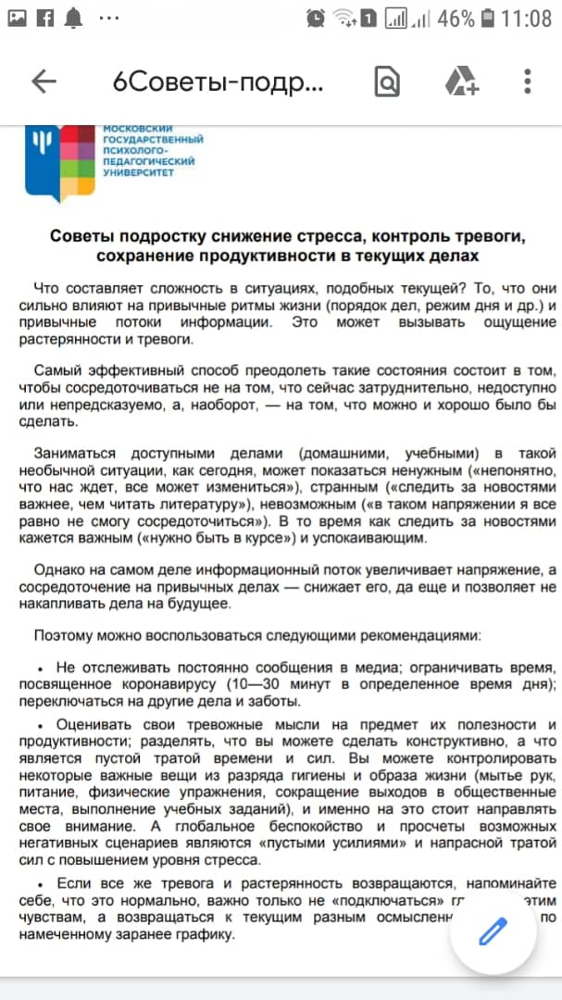 46% 11:08
6Советы-подр...
МОСКОВСКИЙ
ГОСУДАРСТВЕННЫЙ
ПСИХОЛОГО-
ПЕДАГОГИЧЕСКИЙ
УНИВЕРСИТЕТ
Советы подростку снижение стресса, контроль тревоги,
сохранение продуктивности в текущих делах
Что составляет сложность в ситуациях, подобных текущей? То, что они
сильно влияют на привычные ритмы жизни (порядок дел, режим дня и др.) и
привычные потоки информации. Это может вызывать ощущение
растерянности и тревоги.
Самый эффективный способ преодолеть такие состояния состоит в том,
чтобы сосредоточиваться не на том, что сейчас затруднительно, недоступно
или непредсказуемо, а, наоборот, — на том, что можно и хорошо было бы
сделать.
Заниматься доступными делами (домашними, учебными) в такой
необычной ситуации, как сегодня, может показаться ненужным («непонятно,
что нас ждет, все может измениться»), странным («следить за новостями
важнее, чем читать литературу»), невозможным («в таком напряжении я все
равно не смогу сосредоточиться»). В то время как следить за новостями
кажется важным («нужно быть в курсе») и успокаивающим.
Однако на самом деле информационный поток увеличивает напряжение, а
сосредоточение на привычных делах — снижает его, да еще и позволяет не
накапливать дела на будущее.
Поэтому можно воспользоваться следующими рекомендациями:
• Не отслеживать постоянно сообщения в медиа; ограничивать время,
посвященное коронавирусу (10—30 минут в определенное время дня);
переключаться на другие дела и заботы.
• Оценивать свои тревожные мысли на предмет их полезности и
продуктивности; разделять, что вы можете сделать конструктивно, а что
является пустой тратой времени и сил. Вы можете контролировать
некоторые важные вещи из разряда гигиены и образа жизни (мытье рук,
питание, физические упражнения, сокращение выходов в общественные
места, выполнение учебных заданий), и именно на это стоит направлять
свое внимание. А глобальное беспокойство и просчеты возможных
негативных сценариев являются «пустыми усилиями» и напрасной тратой
сил с повышением уровня стресса.
• Если все же тревога и растерянность возвращаются, напоминайте
себе, что это нормально, важно только не «подключаться» этим
чувствам, а возвращаться к текущим разным по
намеченному заранее графику.